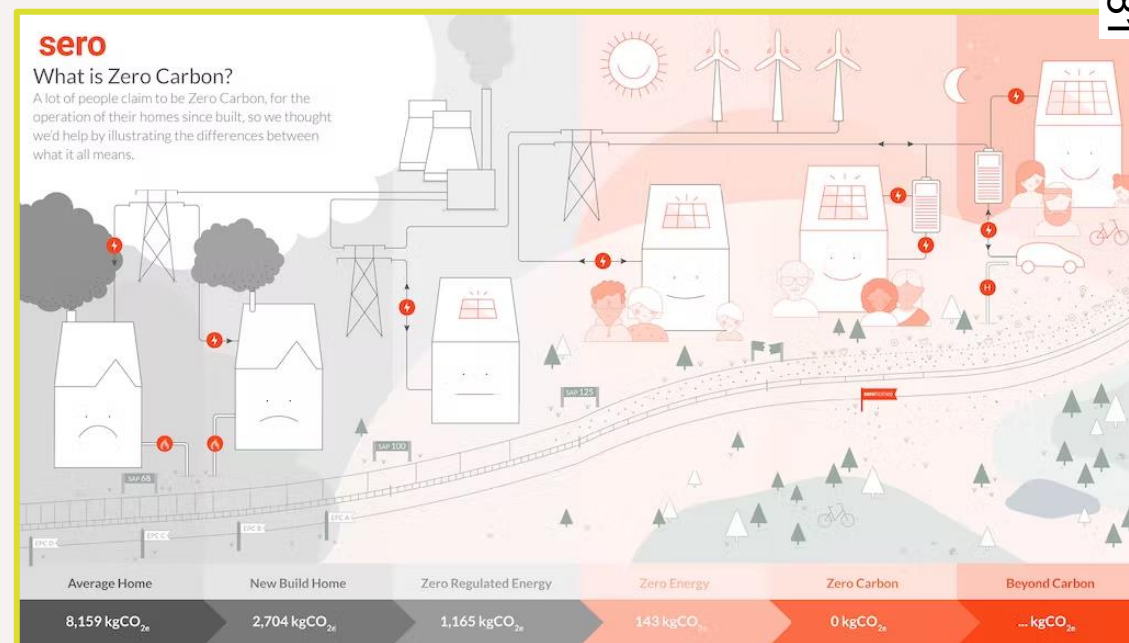 sero
What is Zero Carbon?
A lot of people claim to be Zero Carbon, for the
operation of their homes since built, so we thought
we'd help by illustrating the differences between
what it all means.
H
SAP 125
serohomes
SAP 100
SAP 68
EPC A
EPC B
EPC C
EPC D
Average Home
New Build Home
Zero Regulated Energy
Zero Energy
Zero Carbon
Beyond Carbon
8,159 kgCO2e
2,704 kgCO2e
1,165 kgCO2e
143 kgCO2e
0 kgCO2e
... kgCO2e